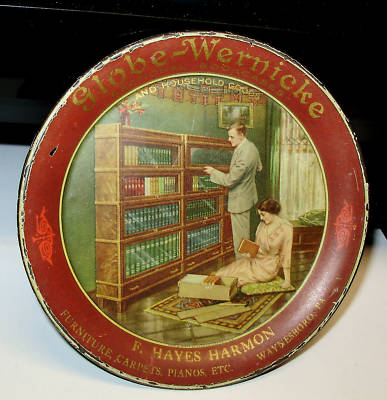 Globe-Wernicke
AND HOUSEHOLD GOODS
F. HAYES HARMON
FURNITURE, CARPETS, PIANOS, ETC. WAYNESBORO,